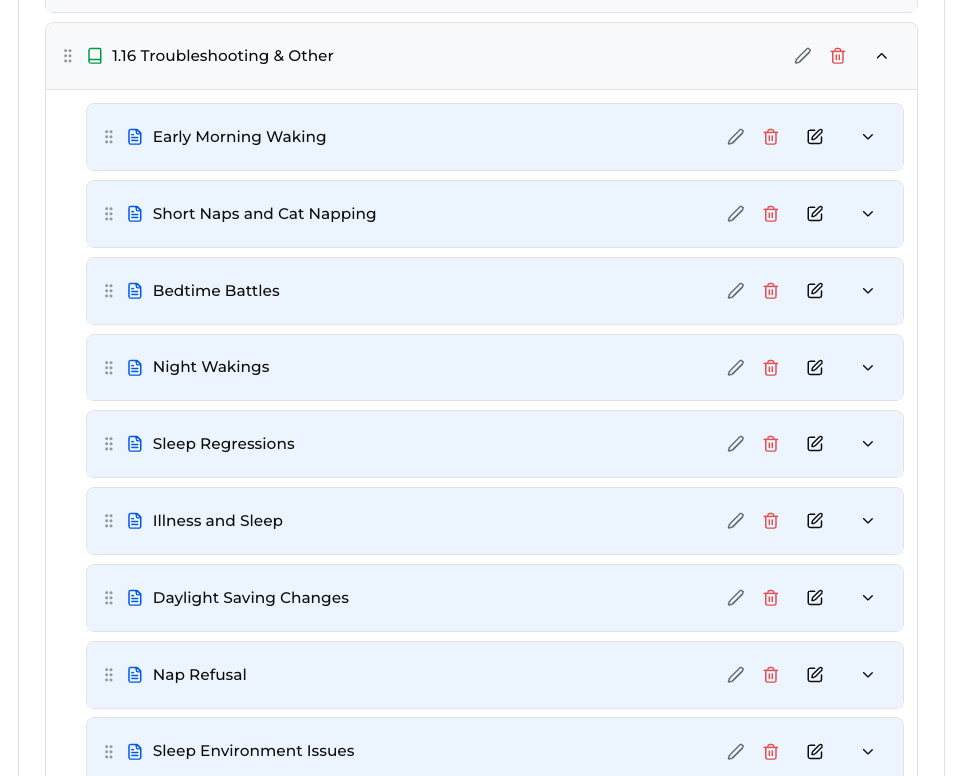 1.16 Troubleshooting & Other
Early Morning Waking
Short Naps and Cat Napping
Bedtime Battles
Night Wakings
Sleep Regressions
Illness and Sleep
Daylight Saving Changes
Nap Refusal
Sleep Environment Issues